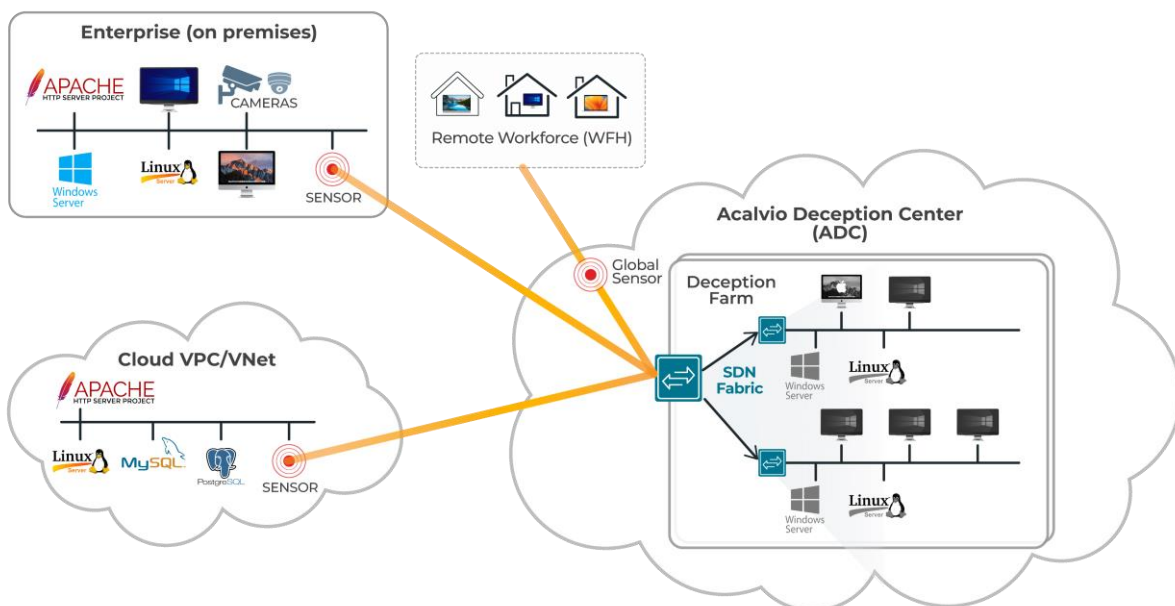 Enterprise (on premises)
APACHE
HTTP SERVER PROJECT
CAMERAS
Windows
Server
Linux
Server
SENSOR
Remote Workforce (WFH)
Cloud VPC/VNet
APACHE
HTTP SERVER PROJECT
Linux
Server
MySQL
PostgreSQL
SENSOR
Global
Sensor
Acalvio Deception Center
(ADC)
Deception
Farm
SDN
Fabric
Windows
Server
Linux
Server
Windows
Server
Linux
Server